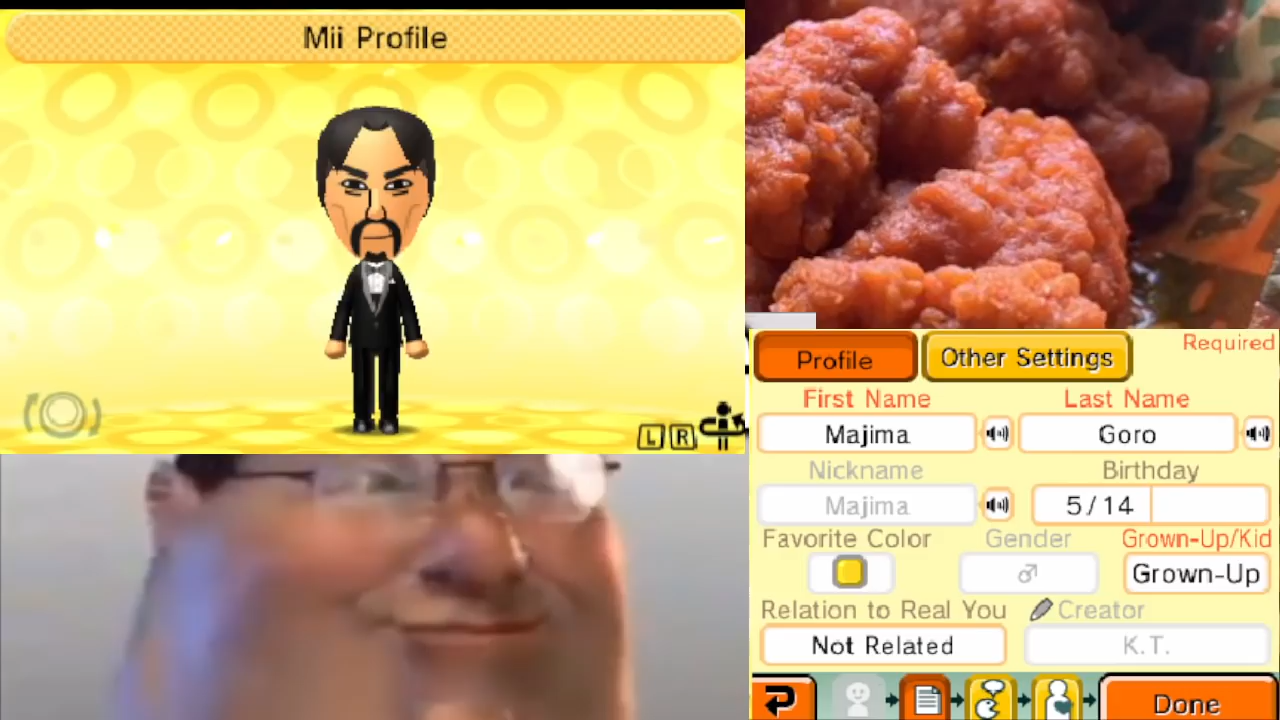 Mii Profile
L R
Profile
Other Settings
Required
First Name
Last Name
Majima
Goro
Nickname
Birthday
Majima
5/14
Favorite Color
Gender
Grown-Up/Kid
♂
Grown-Up
Relation to Real You
Creator
Not Related
K.T.
Done